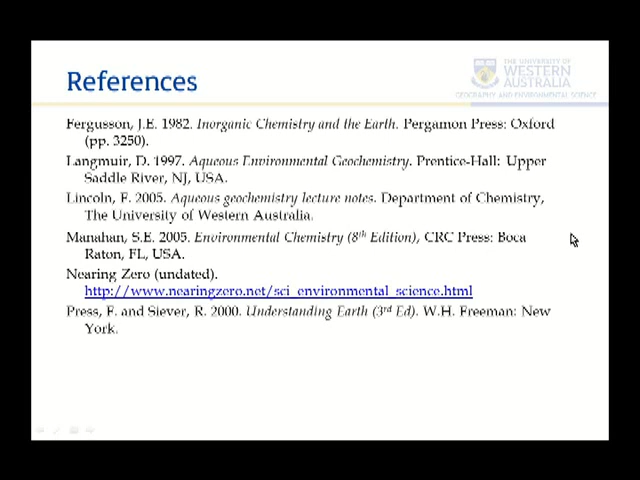 References
THE UNIVERSITY OF
WESTERN
AUSTRALIA
GEOGRAPHY AND ENVIRONMENTAL SCIENCE
Fergusson, J.E. 1982. Inorganic Chemistry and the Earth. Pergamon Press: Oxford
(pp. 3250).
Langmuir, D. 1997. Aqueous Environmental Geochemistry. Prentice-Hall: Upper
Saddle River, NJ, USA.
Lincoln, F. 2005. Aqueous geochemistry lecture notes. Department of Chemistry,
The University of Western Australia.
Manahan, S.E. 2005. Environmental Chemistry (8th Edition), CRC Press: Boca
Raton, FL, USA.
Nearing Zero (undated).
http://www.nearingzero.net/sci_environmental_science.html
Press, F. and Siever, R. 2000. Understanding Earth (3rd Ed). W.H. Freeman: New
York.